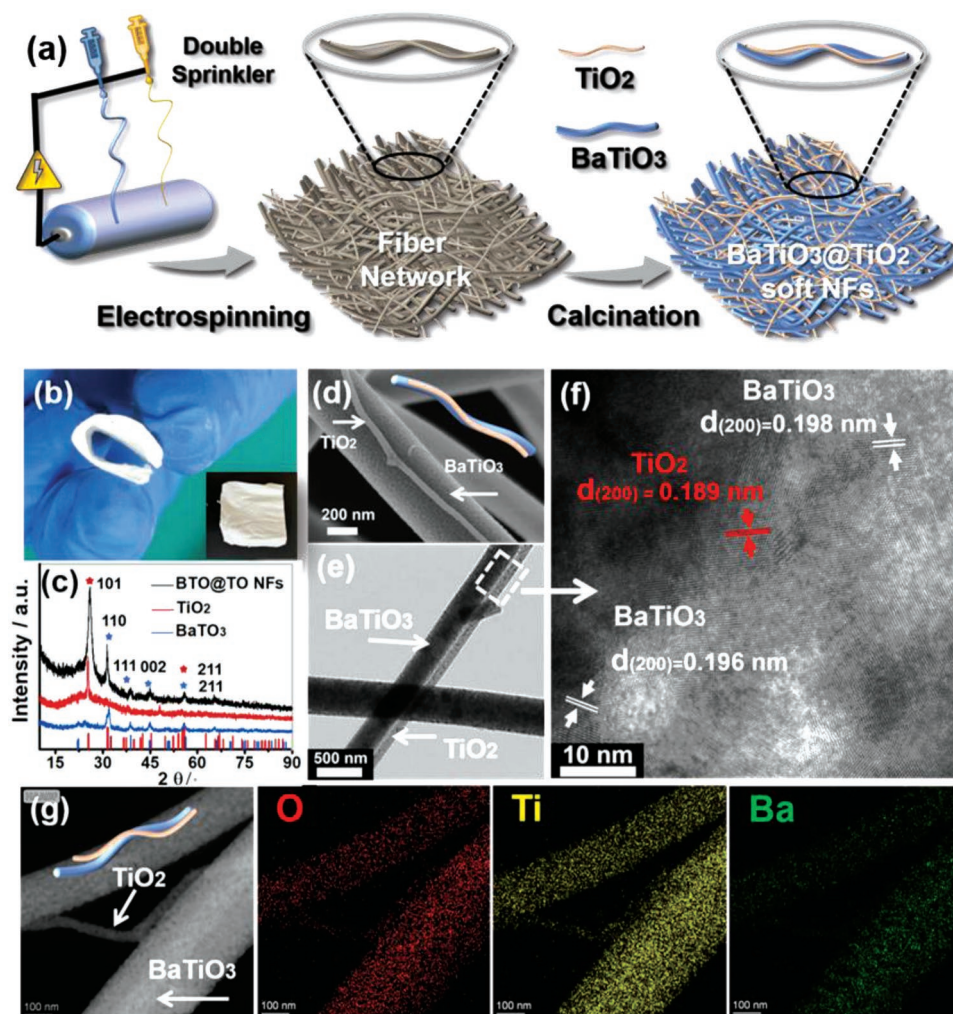 (a)
Double
Sprinkler
TiO2
BaTiO3
Fiber
Network
BaTiO3@TiO2
soft NFs
Electrospinning
Calcination
(b)
(c)
101
110
111 002
211
211
BTO@TO NFs
TiO2
BaTO3
Intensity / a.u.
15 30 45 60 75 90
2 θ/·
(d)
TiO2
BaTiO3
200 nm
(e)
BaTiO3
TiO2
500 nm
(f)
BaTiO3
d(200)=0.198 nm
TiO2
d(200) = 0.189 nm
BaTiO3
d(200)=0.196 nm
10 nm
(g)
TiO2
BaTiO3
100 nm
O
100 nm
Ti
100 nm
Ba
100 nm